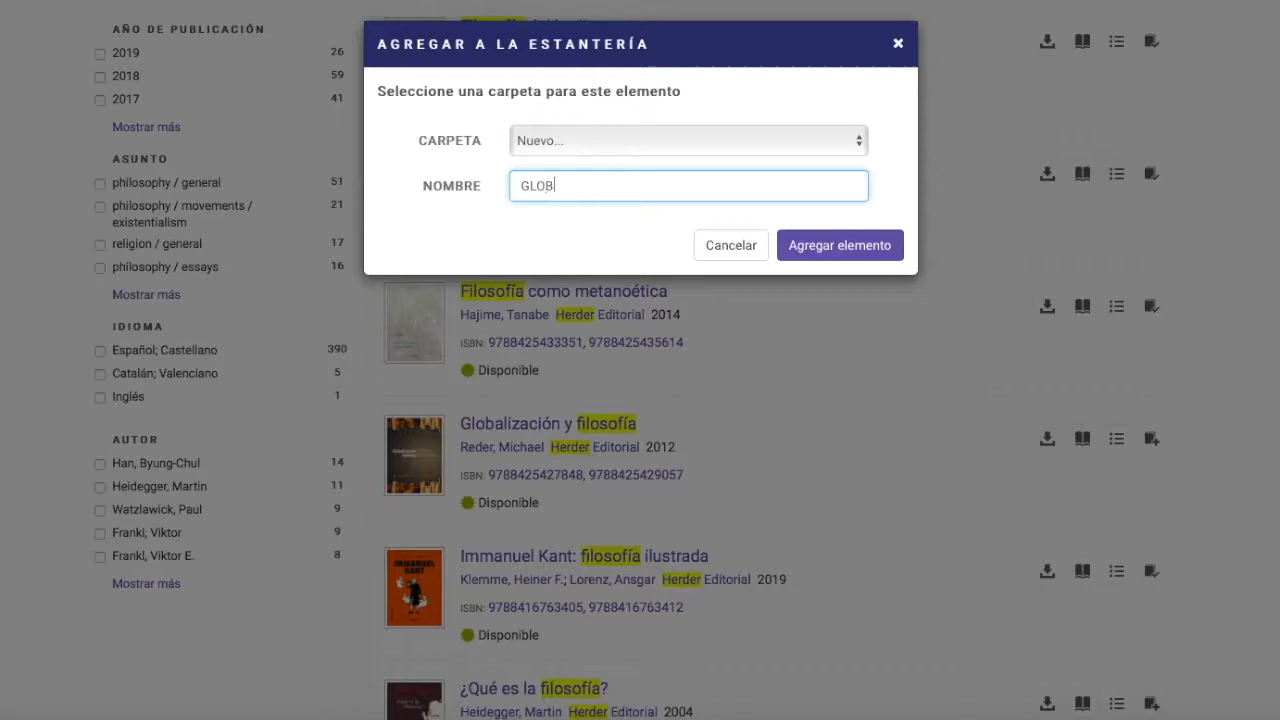 AÑO DE PUBLICACIÓN
2019 26
2018 59
2017 41
Mostrar más
ASUNTO
philosophy / general 51
philosophy / movements / existentialism 21
religion / general 17
philosophy / essays 16
Mostrar más
IDIOMA
Español; Castellano 390
Catalán; Valenciano 5
Inglés 1
AUTOR
Han, Byung-Chul 14
Heidegger, Martin 11
Watzlawick, Paul 9
Frankl, Viktor 9
Frankl, Viktor E. 8
Mostrar más
AGREGAR A LA ESTANTERÍA
Seleccione una carpeta para este elemento
CARPETA Nuevo...
NOMBRE GLOB
Cancelar Agregar elemento
Filosofía como metanoética
Hajime, Tanabe Herder Editorial 2014
ISBN: 9788425433351, 9788425435614
Disponible
Globalización y filosofía
Reder, Michael Herder Editorial 2012
ISBN: 9788425427848, 9788425429057
Disponible
Immanuel Kant: filosofía ilustrada
Klemme, Heiner F.; Lorenz, Ansgar Herder Editorial 2019
ISBN: 9788416763405, 9788416763412
Disponible
IMMANUEL
KANT
¿Qué es la filosofía?
Heidegger, Martin Herder Editorial 2004